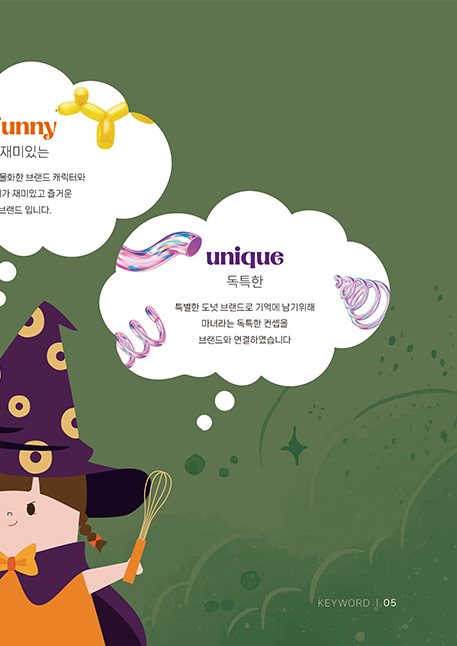 funny
재미있는
물화한 브랜드 캐릭터와
가 재미있고 즐거운
브랜드 입니다.
unique
독특한
특별한 도넛 브랜드로 기억에 남기위해
마녀라는 독특한 컨셉을
브랜드와 연결하였습니다
KEYWORD | 05